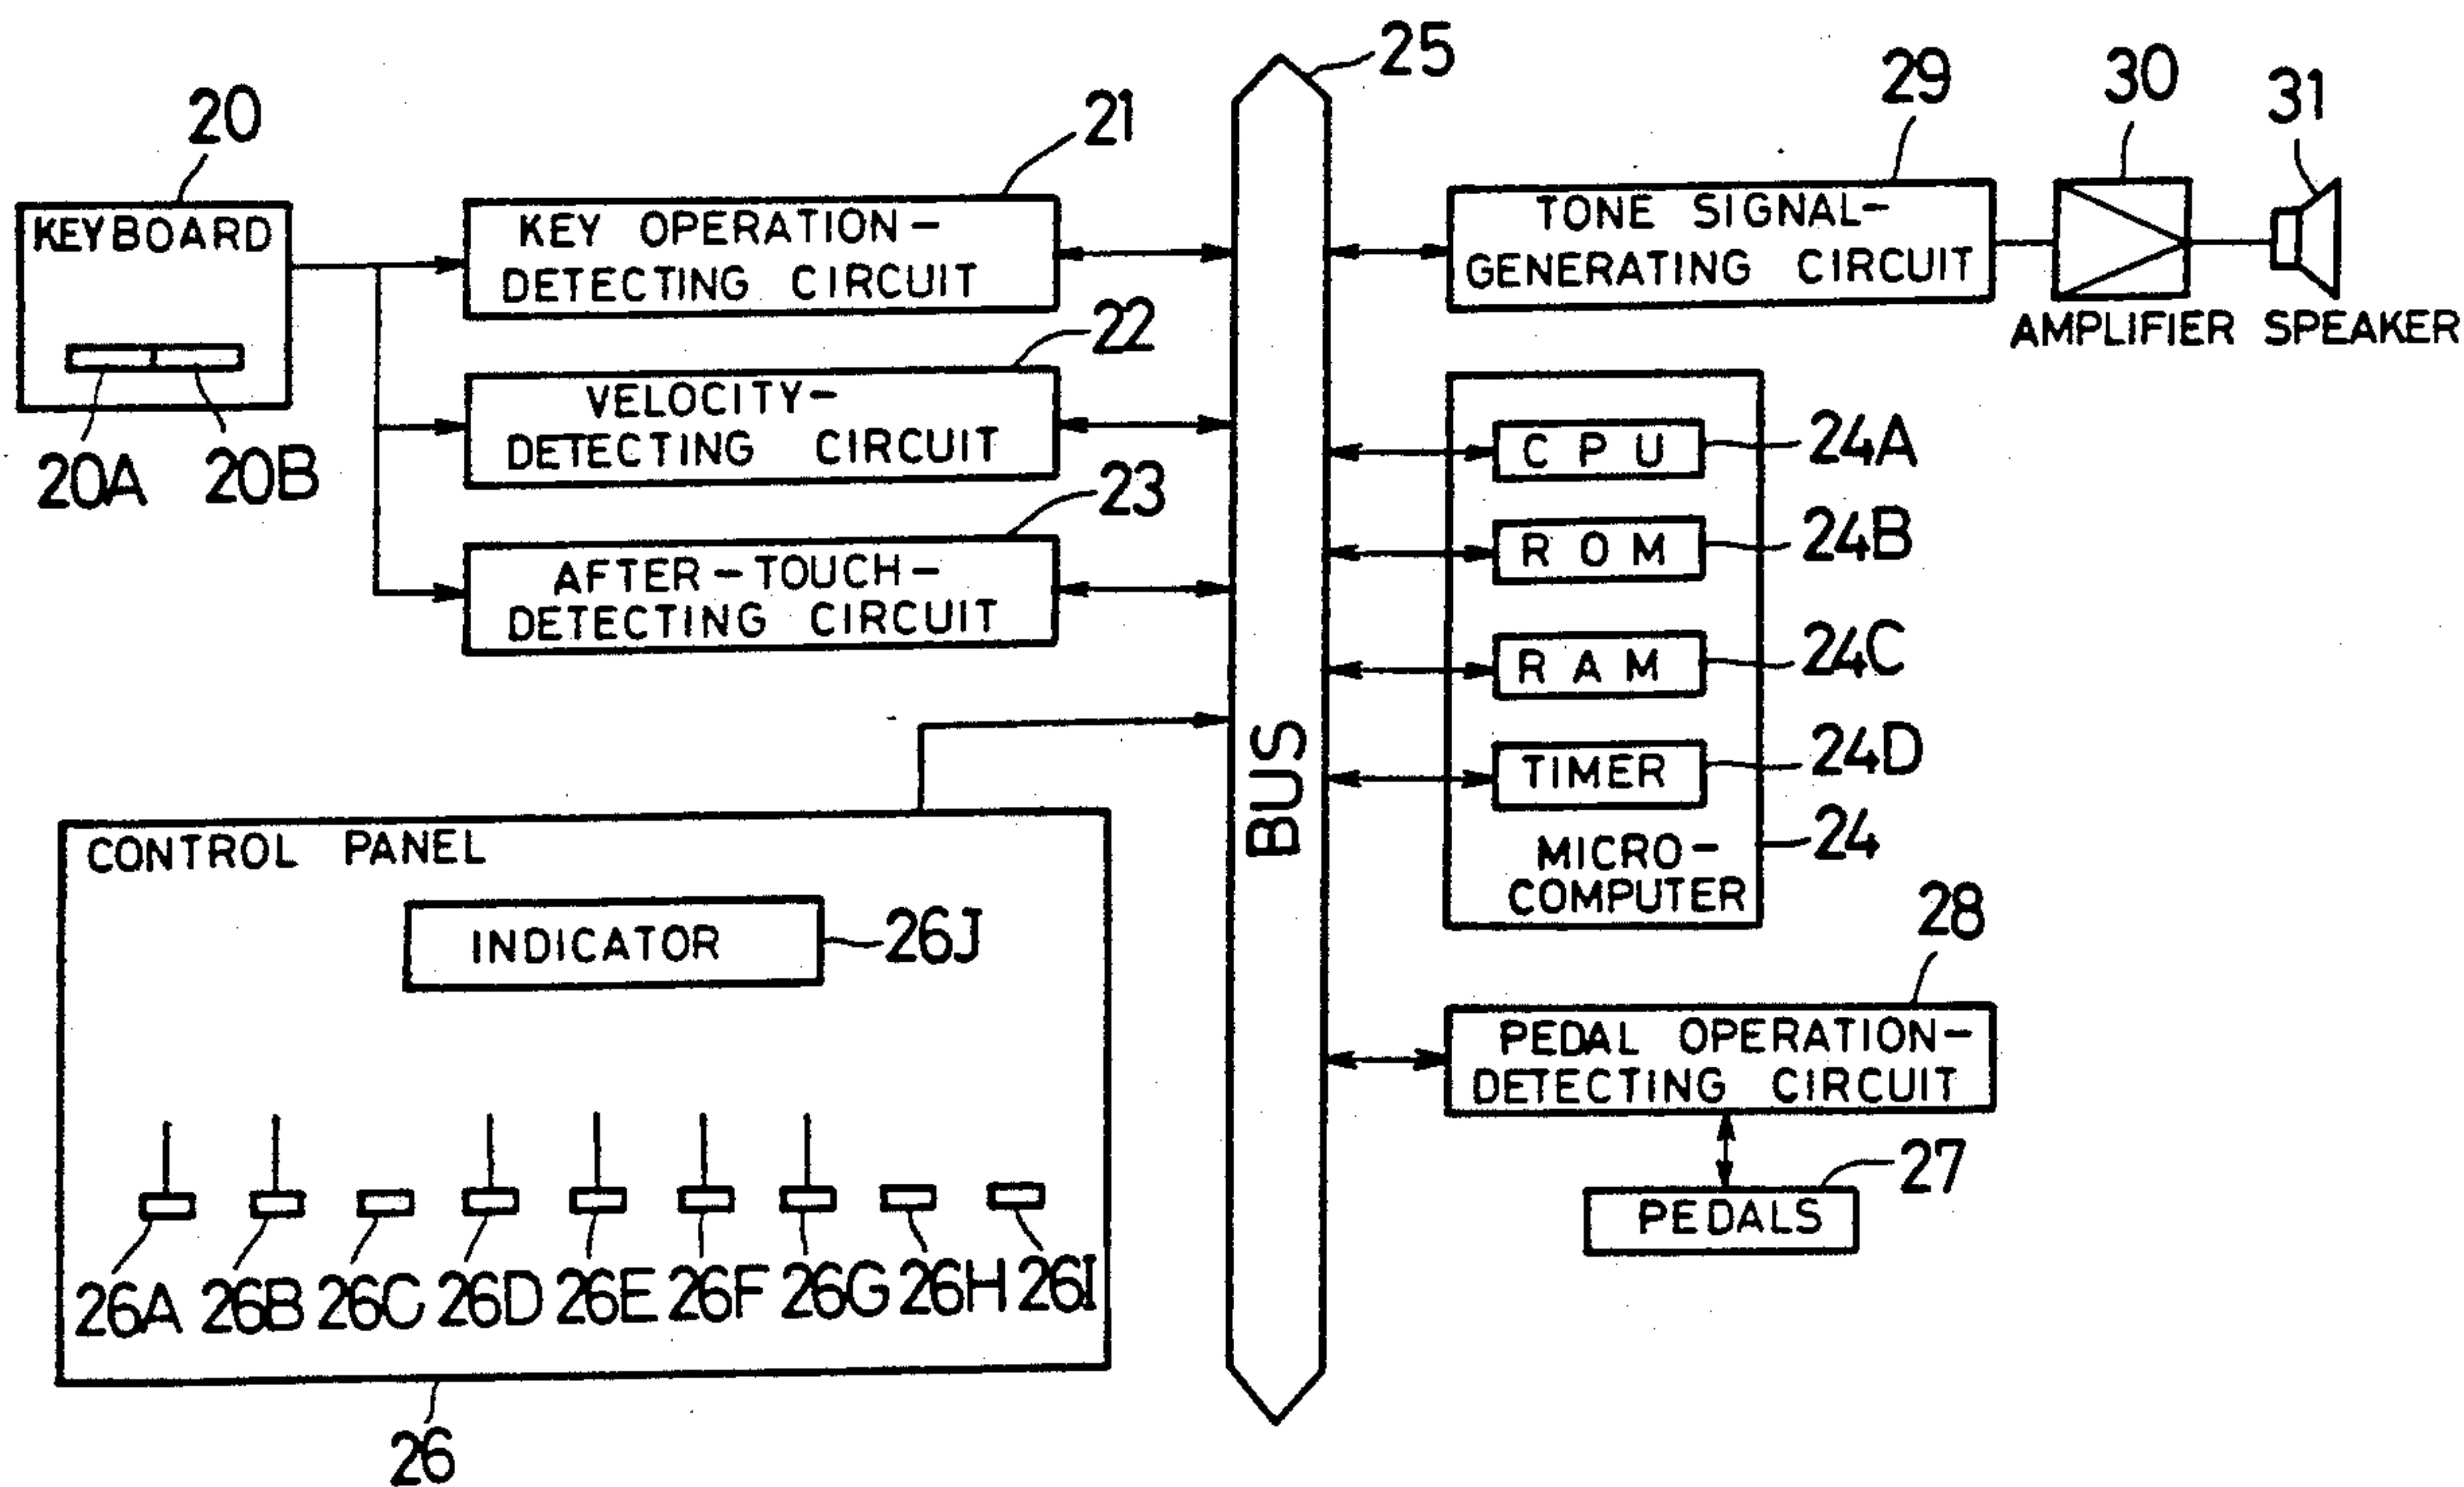 20
KEYBOARD
20A
20B
21
KEY OPERATION-
DETECTING CIRCUIT
22
VELOCITY-
DETECTING CIRCUIT
23
AFTER-TOUCH-
DETECTING CIRCUIT
25
BUS
29
TONE SIGNAL-
GENERATING CIRCUIT
30
AMPLIFIER
31
SPEAKER
CPU
24A
ROM
24B
RAM
24C
TIMER
24D
MICRO-
COMPUTER
24
28
PEDAL OPERATION-
DETECTING CIRCUIT
27
PEDALS
CONTROL PANEL
INDICATOR
26J
26A 26B 26C 26D 26E 26F 26G 26H 26I
26